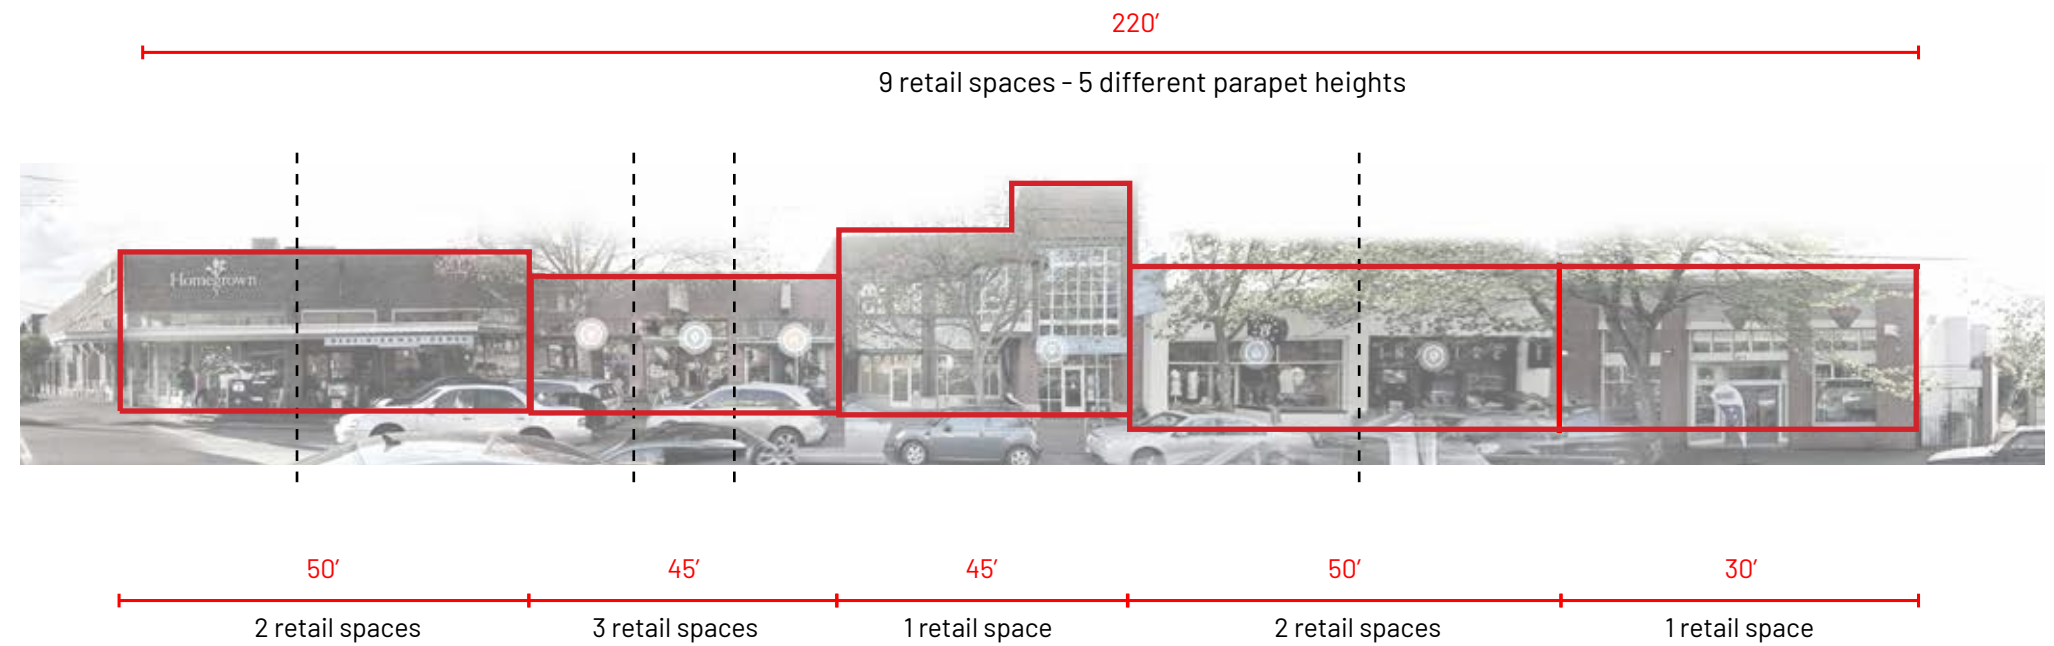 220′
9 retail spaces - 5 different parapet heights
Homegrown
50′ 45′ 45′ 50′ 30′
2 retail spaces 3 retail spaces 1 retail space 2 retail spaces 1 retail space